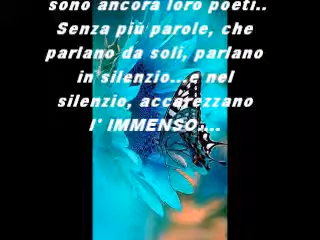 sono ancora loro poeti..
Senza più parole, che
parlano da soli, parlano
in silenzio....e nel
silenzio, accarezzano
l' IMMENSO....